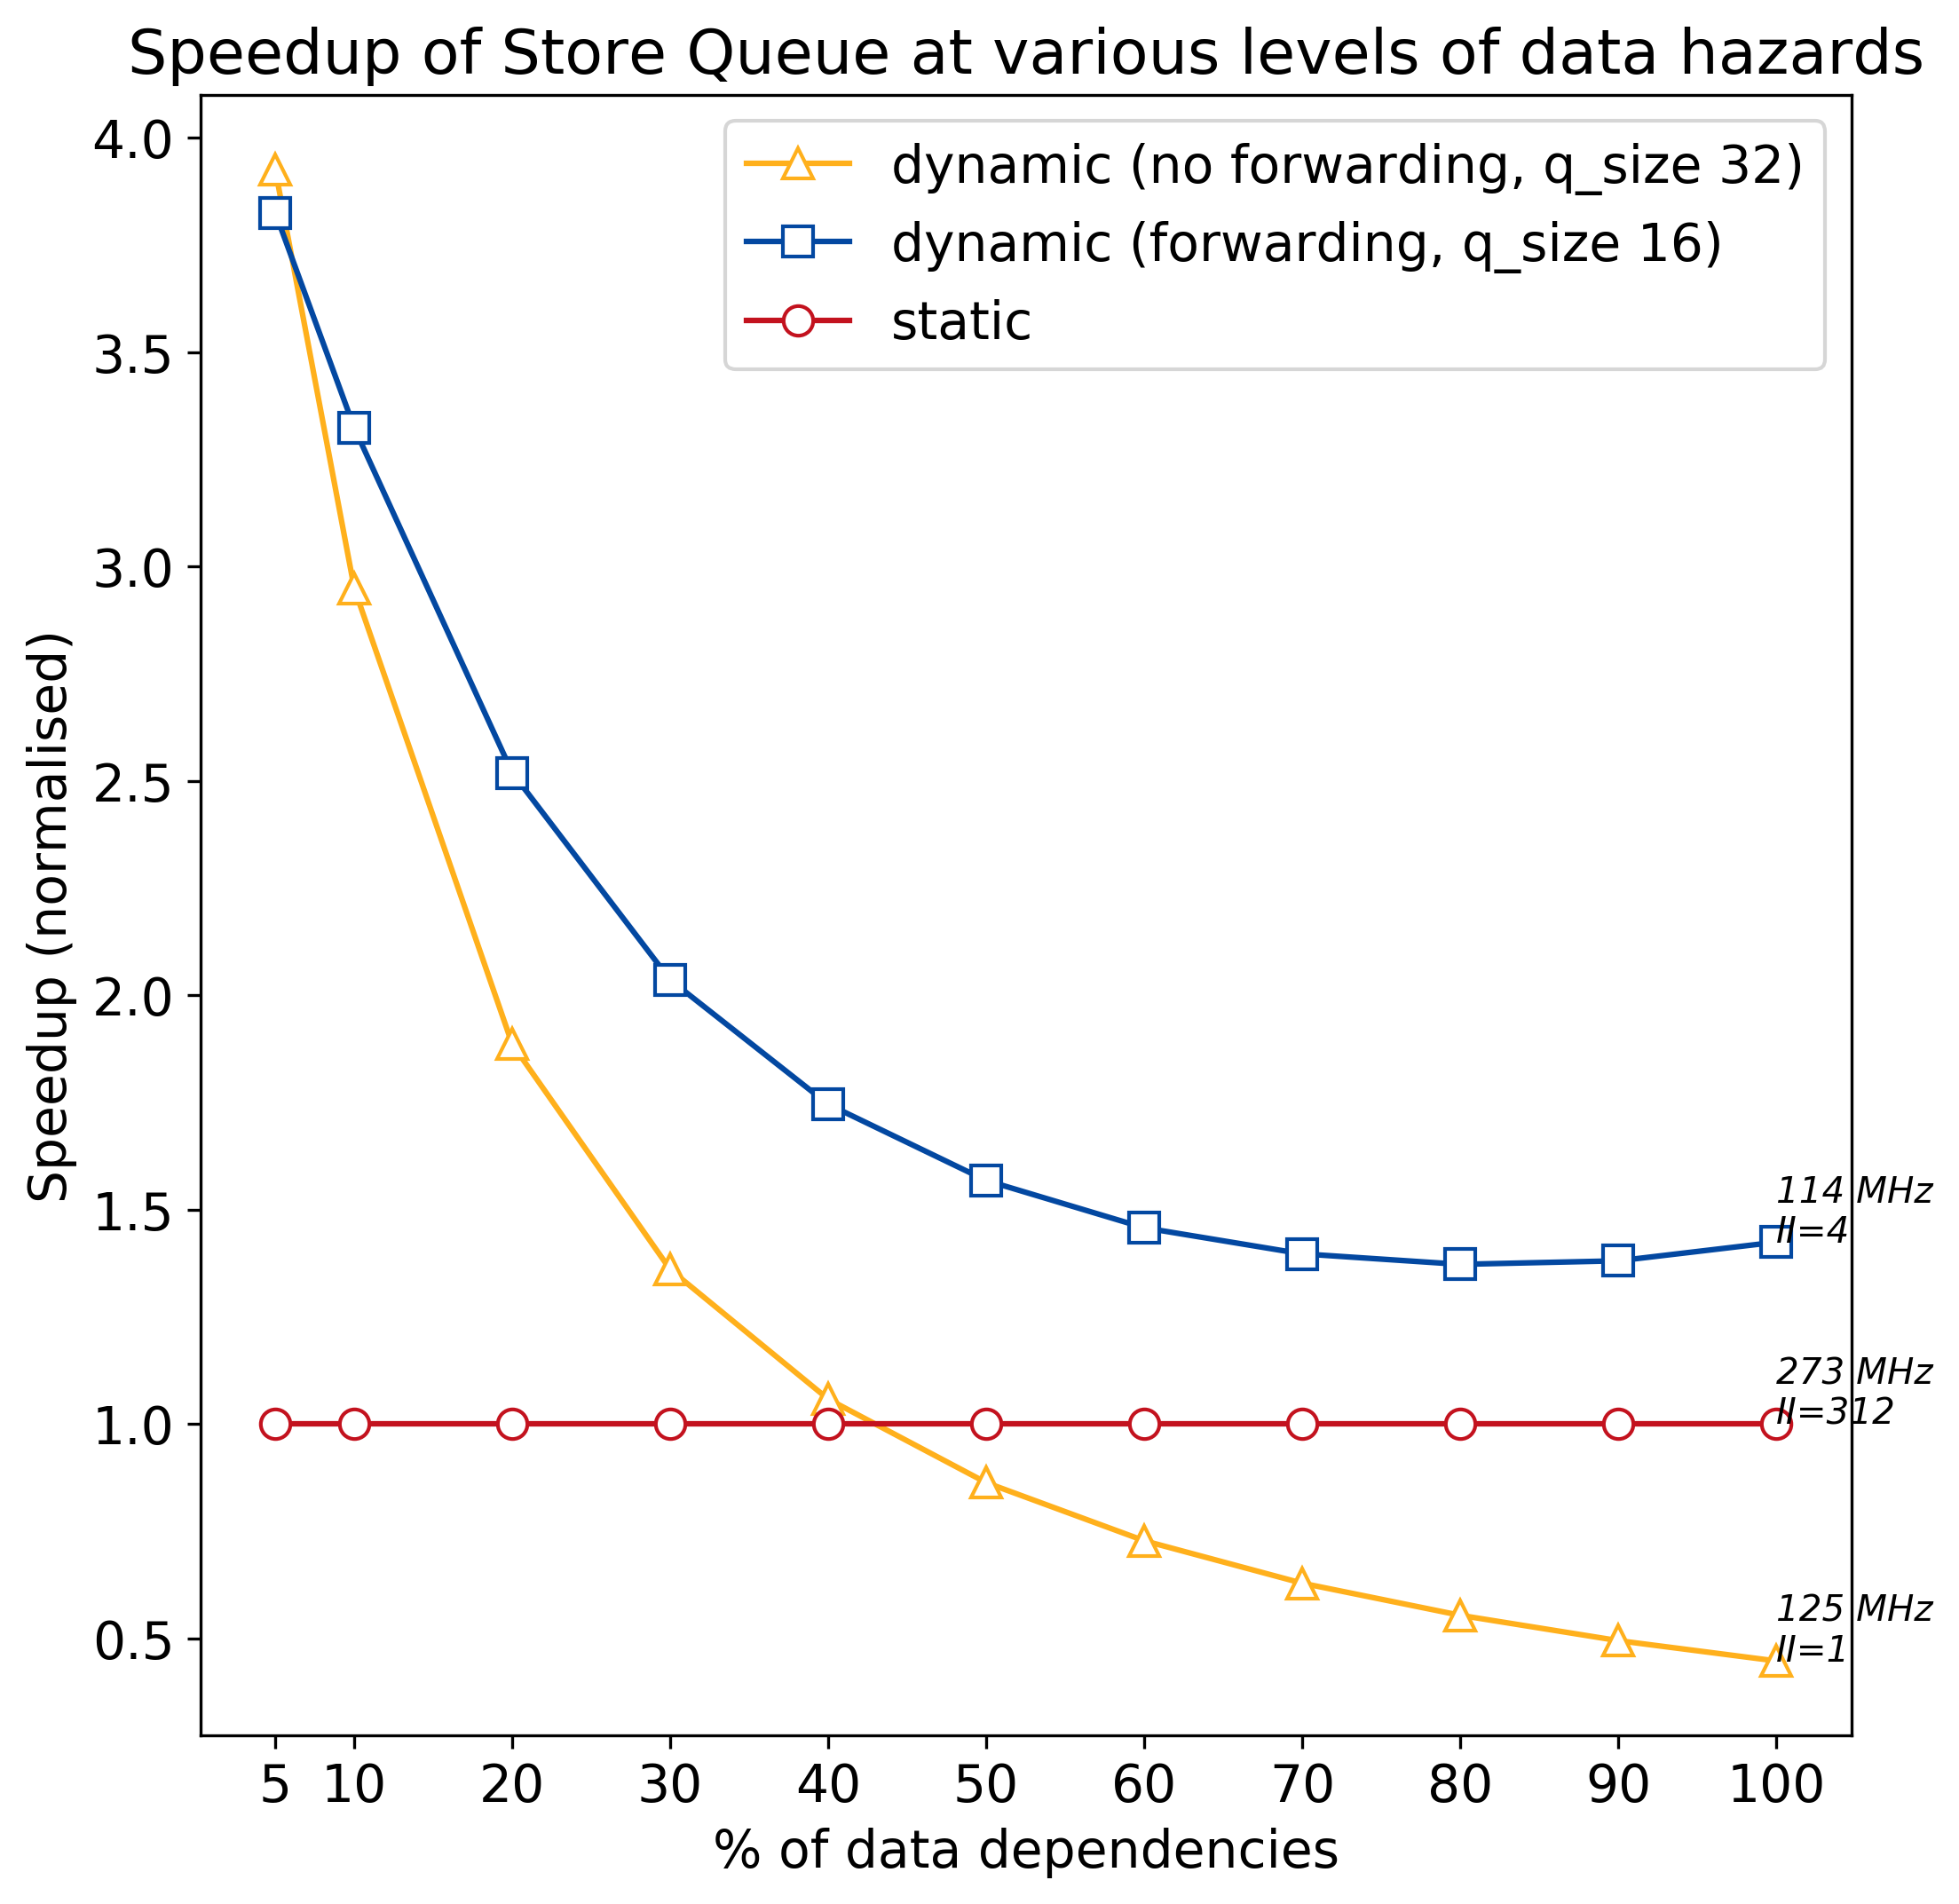 Speedup of Store Queue at various levels of data hazards
dynamic (no forwarding, q_size 32)
dynamic (forwarding, q_size 16)
static
Speedup (normalised)
4.0
3.5
3.0
2.5
2.0
1.5
1.0
0.5
114 MHz
II=4
273 MHz
II=312
125 MHz
II=1
5 10 20 30 40 50 60 70 80 90 100
% of data dependencies